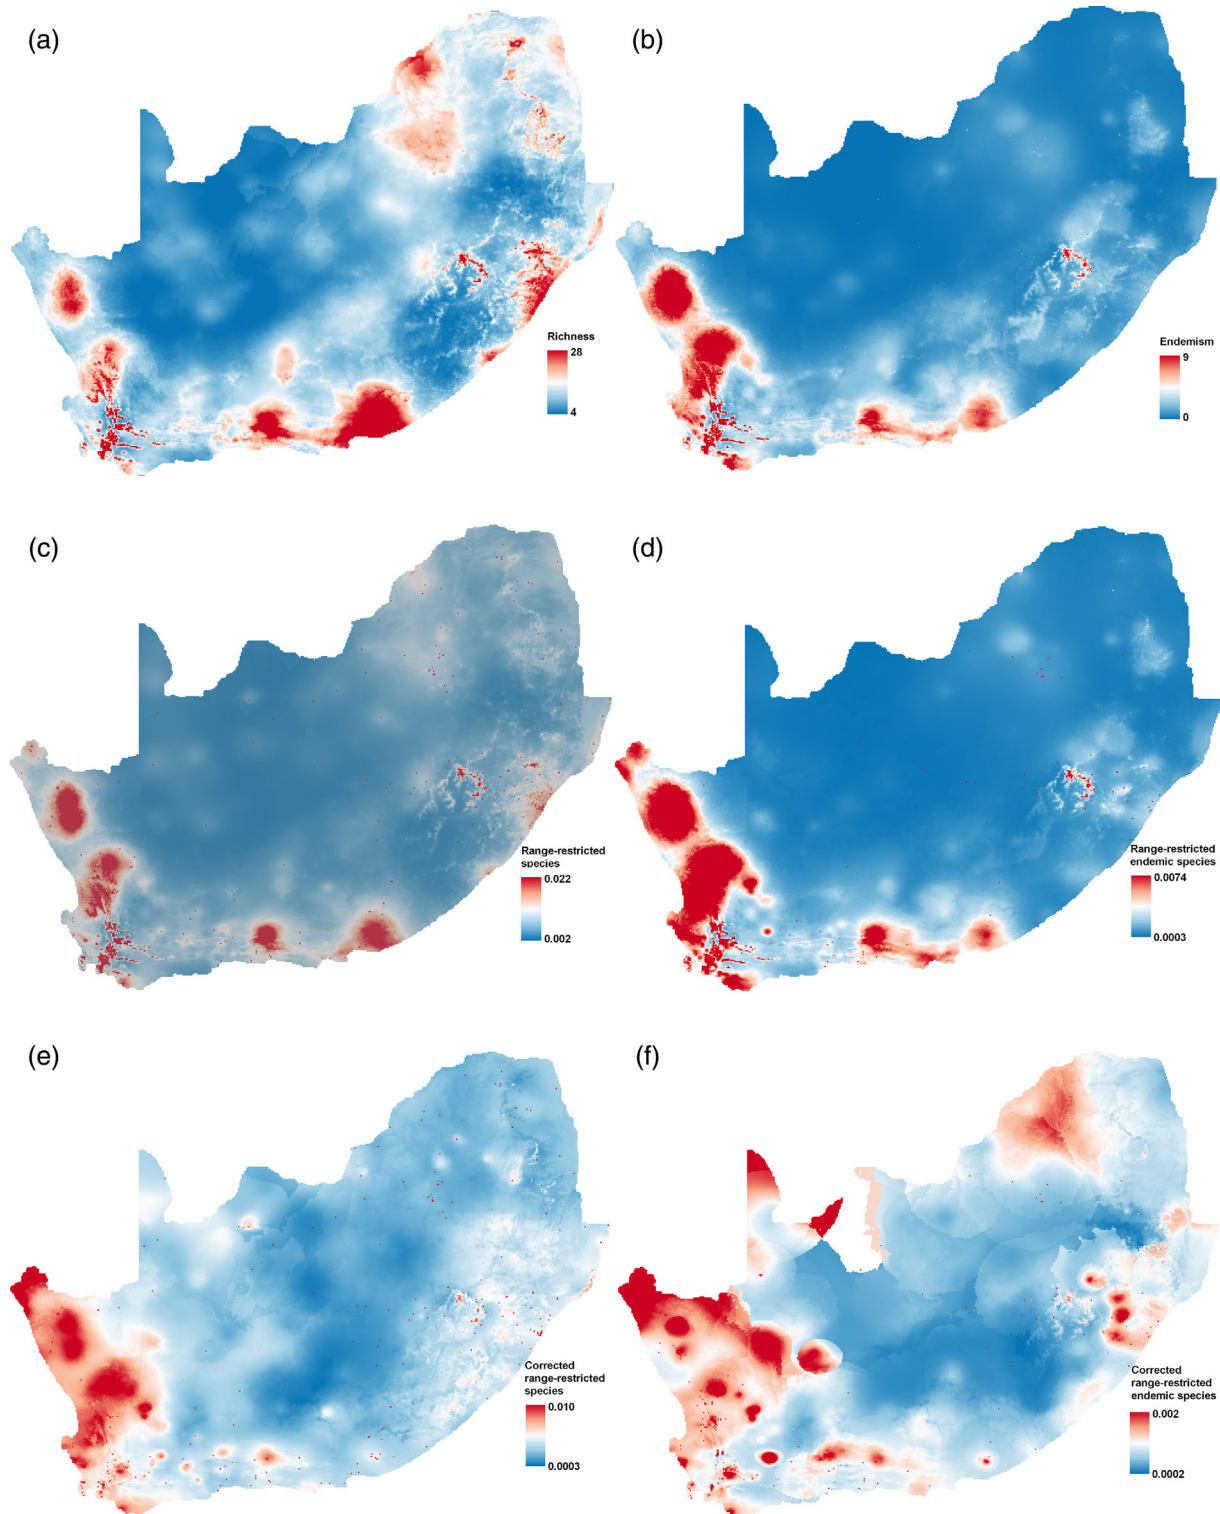 (a)
Richness
28
4
(b)
Endemism
9
0
(c)
Range-restricted
species
0.022
0.002
(d)
Range-restricted
endemic species
0.0074
0.0003
(e)
Corrected
range-restricted
species
0.010
0.0003
(f)
Corrected
range-restricted
endemic species
0.002
0.0002